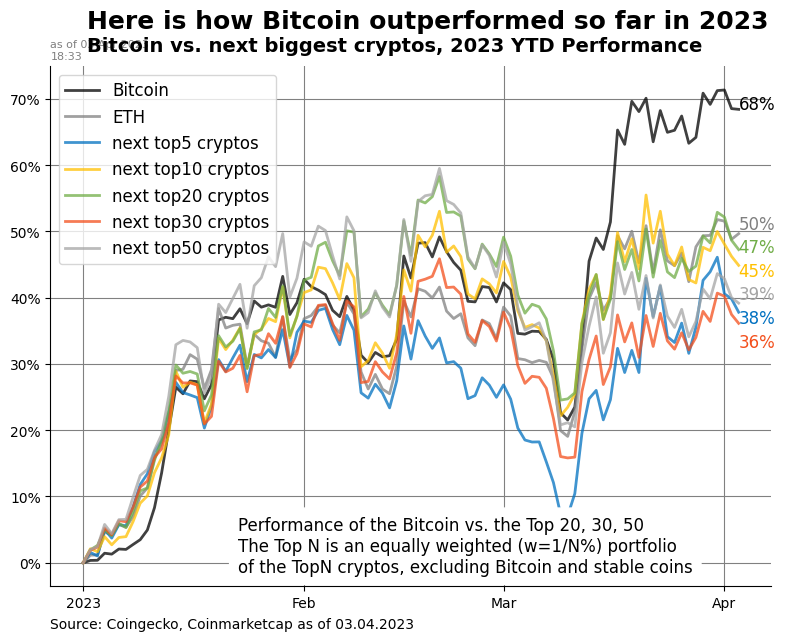 Here is how Bitcoin outperformed so far in 2023
Bitcoin vs. next biggest cryptos, 2023 YTD Performance
as of
18:33
Bitcoin
ETH
next top5 cryptos
next top10 cryptos
next top20 cryptos
next top30 cryptos
next top50 cryptos
70%
60%
50%
40%
30%
20%
10%
0%
68%
50%
47%
45%
39%
38%
36%
Performance of the Bitcoin vs. the Top 20, 30, 50
The Top N is an equally weighted (w=1/N%) portfolio
of the TopN cryptos, excluding Bitcoin and stable coins
2023
Feb
Mar
Apr
Source: Coingecko, Coinmarketcap as of 03.04.2023